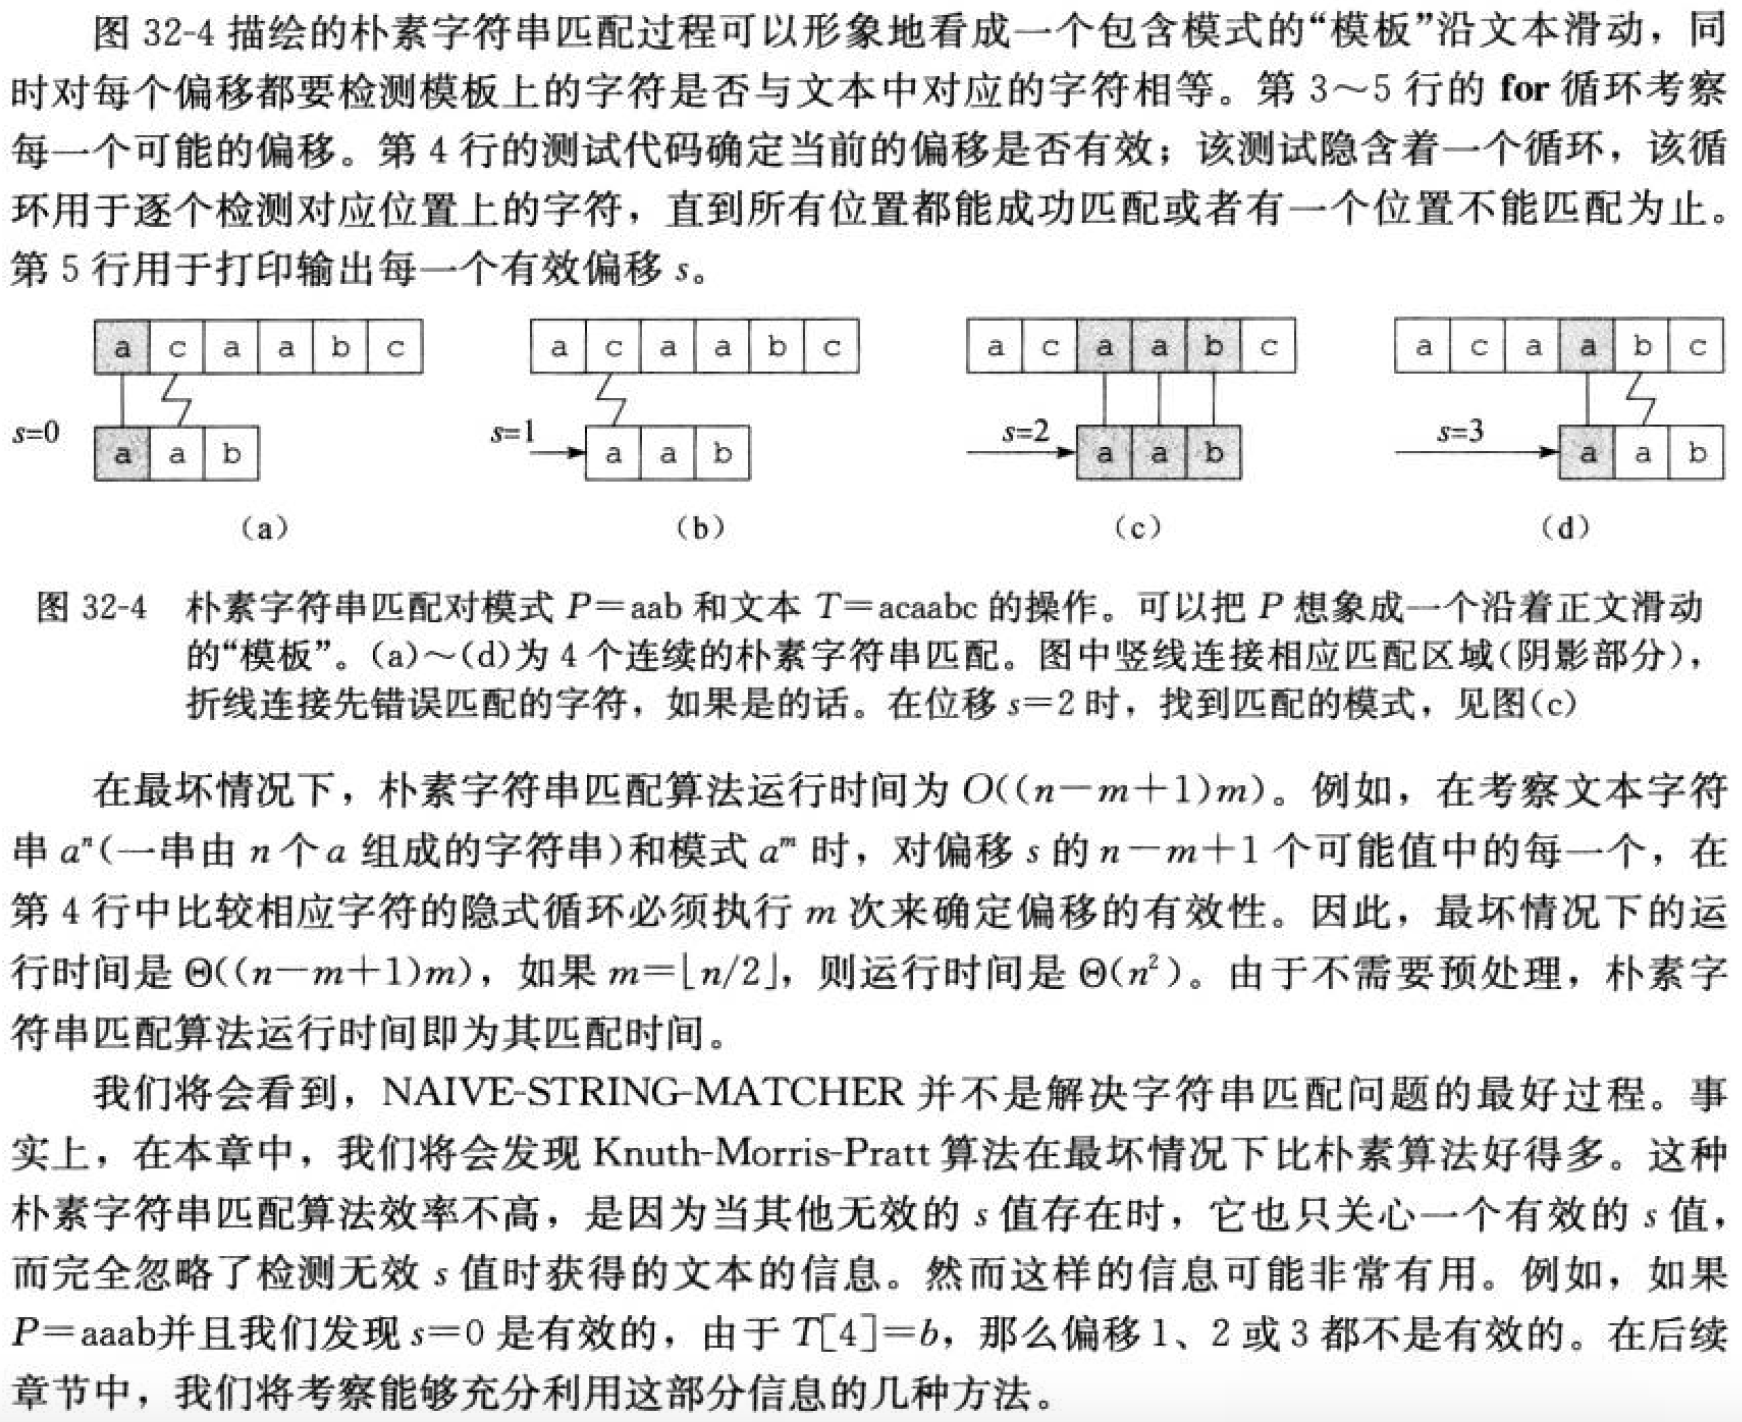 图 32-4 描绘的朴素字符串匹配过程可以形象地看成一个包含模式的“模板”沿文本滑动，同
时对每个偏移都要检测模板上的字符是否与文本中对应的字符相等。第 3～5 行的 for 循环考察
每一个可能的偏移。第 4 行的测试代码确定当前的偏移是否有效；该测试隐含着一个循环，该循
环用于逐个检测对应位置上的字符，直到所有位置都能成功匹配或者有一个位置不能匹配为止。
第 5 行用于打印输出每一个有效偏移 s。
a c a a b c
s=0
a a b
(a)
a c a a b c
s=1
a a b
(b)
a c a a b c
s=2
a a b
(c)
a c a a b c
s=3
a a b
(d)
图 32-4 朴素字符串匹配对模式 P=aab 和文本 T=acaabc 的操作。可以把 P 想象成一个沿着正文滑动
的“模板”。(a)～(d)为 4 个连续的朴素字符串匹配。图中竖线连接相应匹配区域(阴影部分)，
折线连接先错误匹配的字符，如果是的话。在位移 s=2 时，找到匹配的模式，见图(c)
在最坏情况下，朴素字符串匹配算法运行时间为 O((n−m+1)m)。例如，在考察文本字符
串 aⁿ(一串由 n 个 a 组成的字符串)和模式 aᵐ 时，对偏移 s 的 n−m+1 个可能值中的每一个，在
第 4 行中比较相应字符的隐式循环必须执行 m 次来确定偏移的有效性。因此，最坏情况下的运
行时间是 Θ((n−m+1)m)，如果 m=⌊n/2⌋，则运行时间是 Θ(n²)。由于不需要预处理，朴素字
符串匹配算法运行时间即为其匹配时间。
我们将会看到，NAIVE-STRING-MATCHER 并不是解决字符串匹配问题的最好过程。事
实上，在本章中，我们将会发现 Knuth-Morris-Pratt 算法在最坏情况下比朴素算法好得多。这种
朴素字符串匹配算法效率不高，是因为当其他无效的 s 值存在时，它也只关心一个有效的 s 值，
而完全忽略了检测无效 s 值时获得的文本的信息。然而这样的信息可能非常有用。例如，如果
P=aaab并且我们发现 s=0 是有效的，由于 T[4]=b，那么偏移 1、2 或 3 都不是有效的。在后续
章节中，我们将考察能够充分利用这部分信息的几种方法。